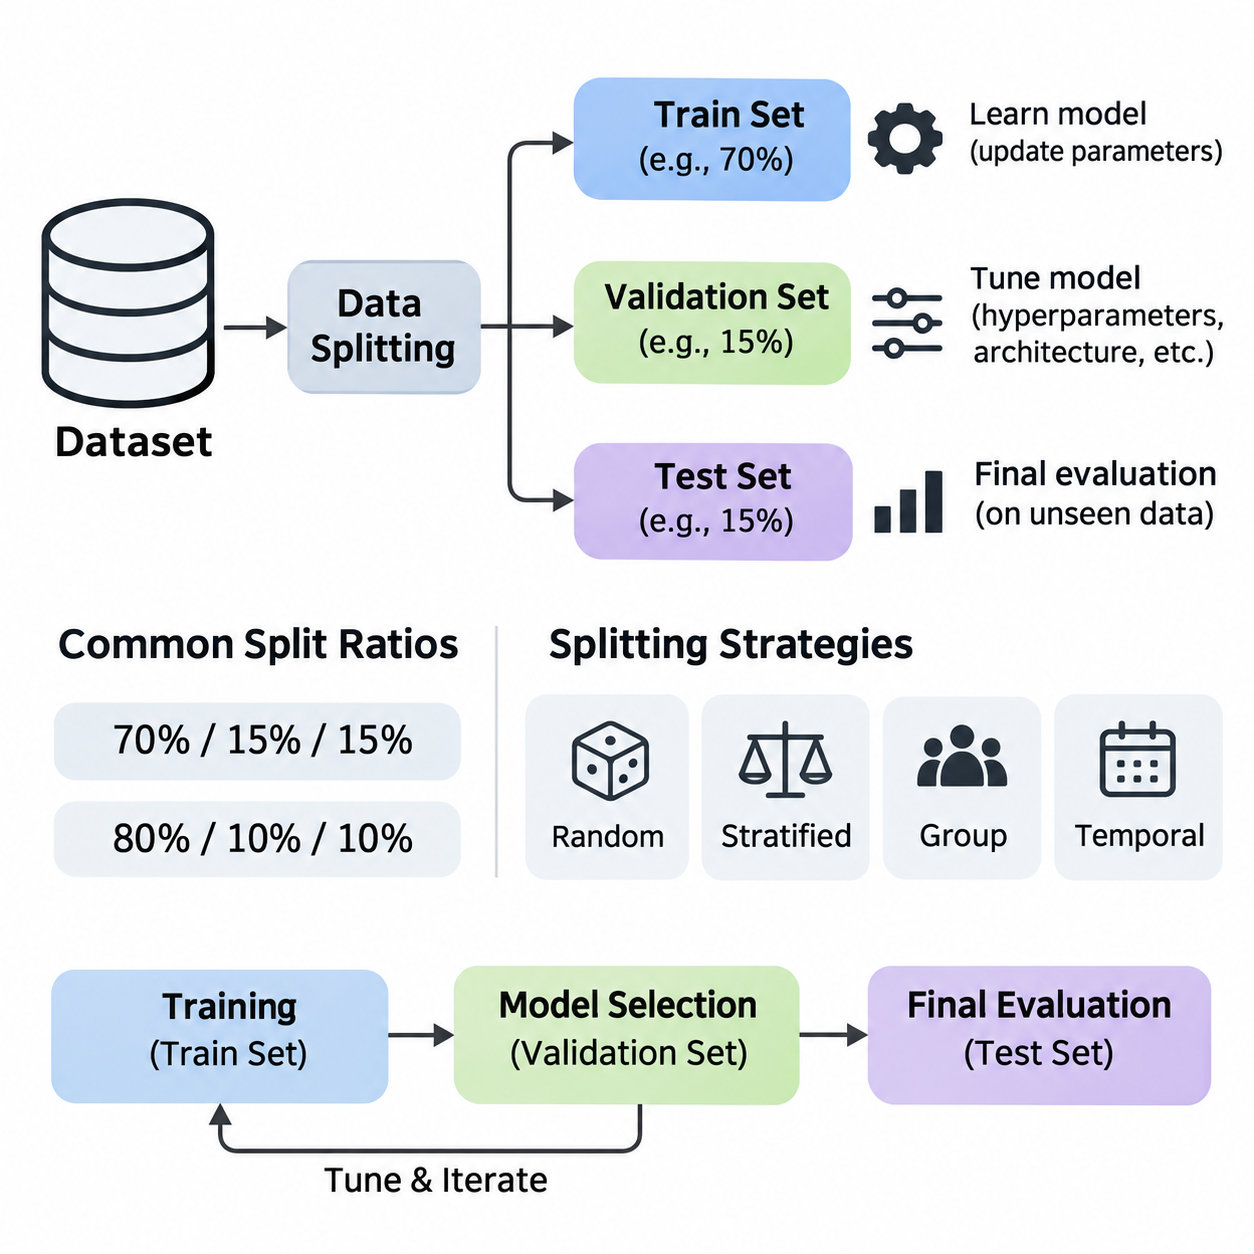 Train Set
(e.g., 70%)
Learn model
(update parameters)
Data
Splitting
Validation Set
(e.g., 15%)
Tune model
(hyperparameters,
architecture, etc.)
Dataset
Test Set
(e.g., 15%)
Final evaluation
(on unseen data)
Common Split Ratios
70% / 15% / 15%
80% / 10% / 10%
Splitting Strategies
Random
Stratified
Group
Temporal
Training
(Train Set)
Model Selection
(Validation Set)
Final Evaluation
(Test Set)
Tune & Iterate